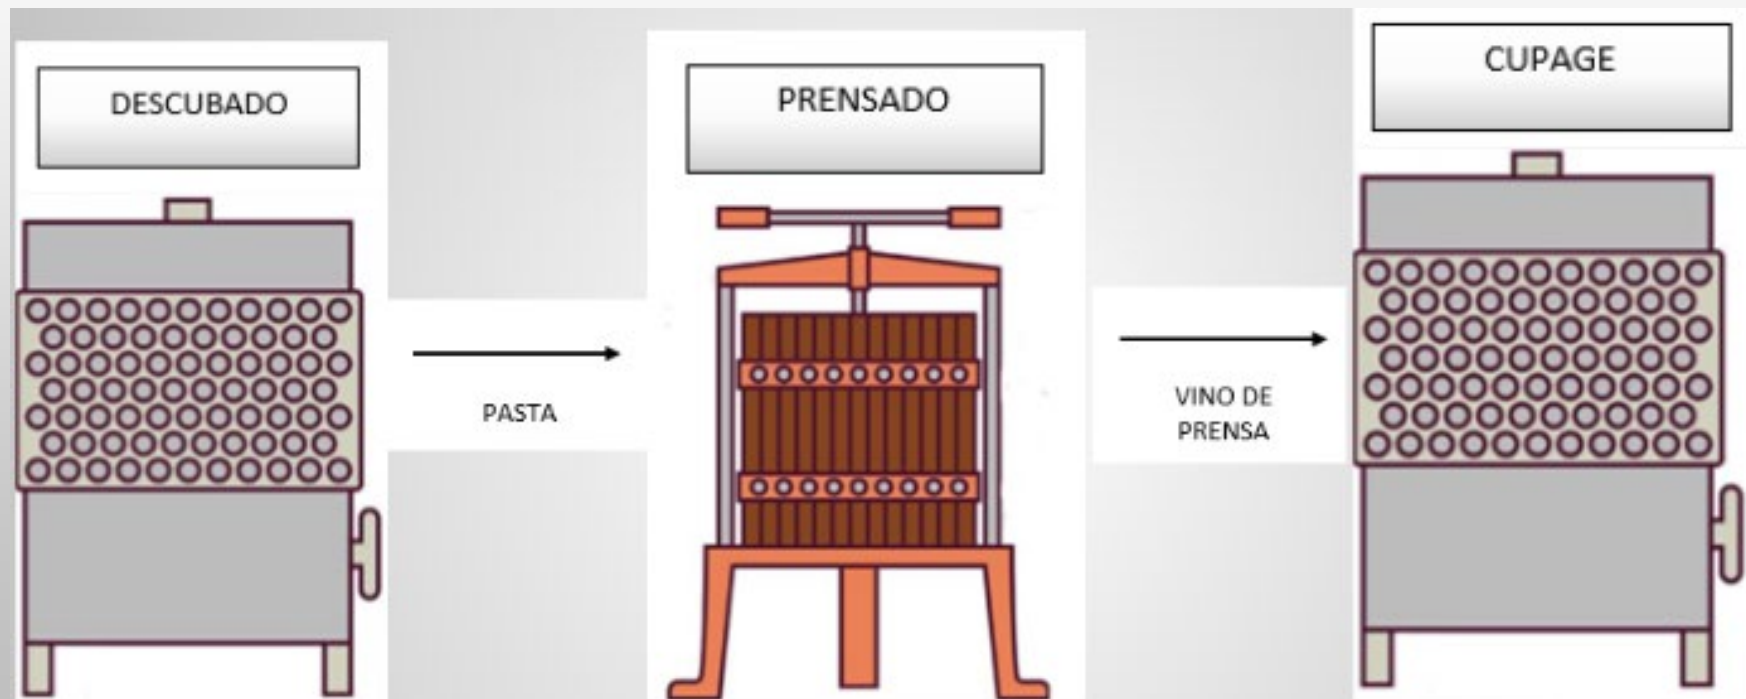 DESCUBADO
PRENSADO
CUPAGE
PASTA
VINO DE
PRENSA